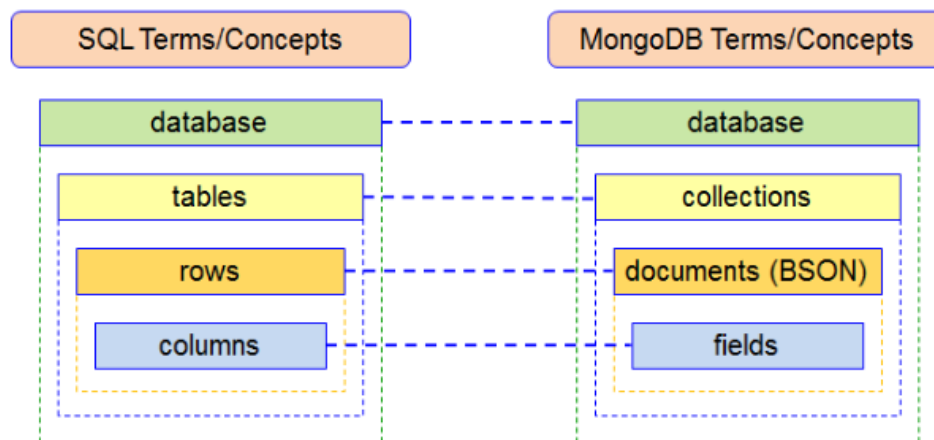 SQL Terms/Concepts
MongoDB Terms/Concepts
database
database
tables
collections
rows
documents (BSON)
columns
fields